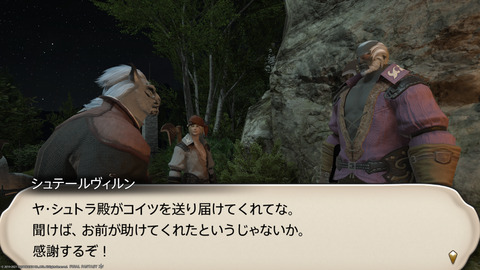 シュテールヴィルン
ヤ・シュトラ殿がコイツを送り届けてくれてな。
聞けば、お前が助けてくれたというじゃないか。
感謝するぞ！